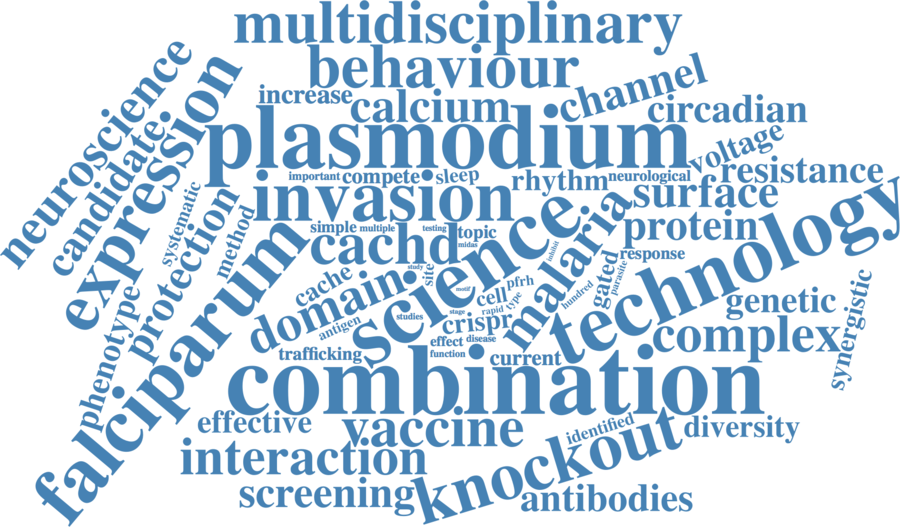 multidisciplinary
behaviour
neuroscience
candidate
expression
increase
calcium
channel
circadian
plasmodium
voltage
important
compete
sleep
rhythm
neurological
resistance
systematic
protection
method
invasion
surface
protein
simple
multiple
testing
topic
midas
cachd
science
malaria
inhibit
response
technology
falciparum
phenotype
cache
domain
study
site
motif
cell
pfrh
rapid
type
stage
hundred
gated
parasite
genetic
synergistic
antigen
studies
crispr
effect
disease
function
current
complex
trafficking
combination
effective
vaccine
identified
diversity
interaction
knockout
screening
antibodies